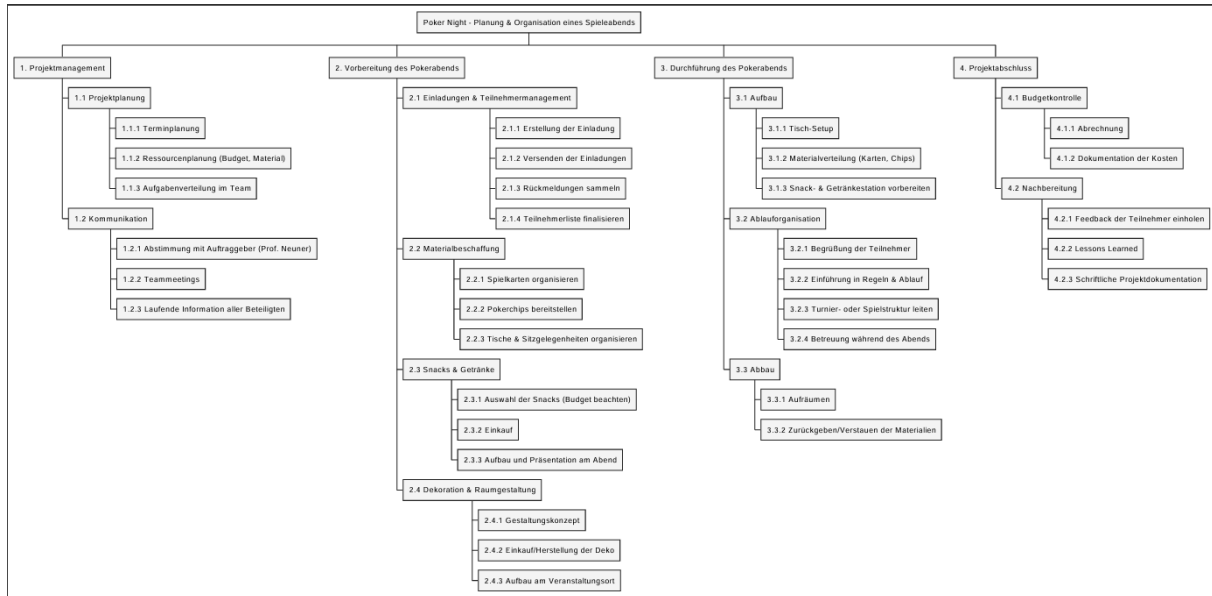 Poker Night - Planung & Organisation eines Spieleabends
1. Projektmanagement
1.1 Projektplanung
1.1.1 Terminplanung
1.1.2 Ressourcenplanung (Budget, Material)
1.1.3 Aufgabenverteilung im Team
1.2 Kommunikation
1.2.1 Abstimmung mit Auftraggeber (Prof. Neuner)
1.2.2 Teammeetings
1.2.3 Laufende Information aller Beteiligten
2. Vorbereitung des Pokerabends
2.1 Einladungen & Teilnehmermanagement
2.1.1 Erstellung der Einladung
2.1.2 Versenden der Einladungen
2.1.3 Rückmeldungen sammeln
2.1.4 Teilnehmerliste finalisieren
2.2 Materialbeschaffung
2.2.1 Spielkarten organisieren
2.2.2 Pokerchips bereitstellen
2.2.3 Tische & Sitzgelegenheiten organisieren
2.3 Snacks & Getränke
2.3.1 Auswahl der Snacks (Budget beachten)
2.3.2 Einkauf
2.3.3 Aufbau und Präsentation am Abend
2.4 Dekoration & Raumgestaltung
2.4.1 Gestaltungskonzept
2.4.2 Einkauf/Herstellung der Deko
2.4.3 Aufbau am Veranstaltungsort
3. Durchführung des Pokerabends
3.1 Aufbau
3.1.1 Tisch-Setup
3.1.2 Materialverteilung (Karten, Chips)
3.1.3 Snack- & Getränkestation vorbereiten
3.2 Ablauforganisation
3.2.1 Begrüßung der Teilnehmer
3.2.2 Einführung in Regeln & Ablauf
3.2.3 Turnier- oder Spielstruktur leiten
3.2.4 Betreuung während des Abends
3.3 Abbau
3.3.1 Aufräumen
3.3.2 Zurückgeben/Verstauen der Materialien
4. Projektabschluss
4.1 Budgetkontrolle
4.1.1 Abrechnung
4.1.2 Dokumentation der Kosten
4.2 Nachbereitung
4.2.1 Feedback der Teilnehmer einholen
4.2.2 Lessons Learned
4.2.3 Schriftliche Projektdokumentation